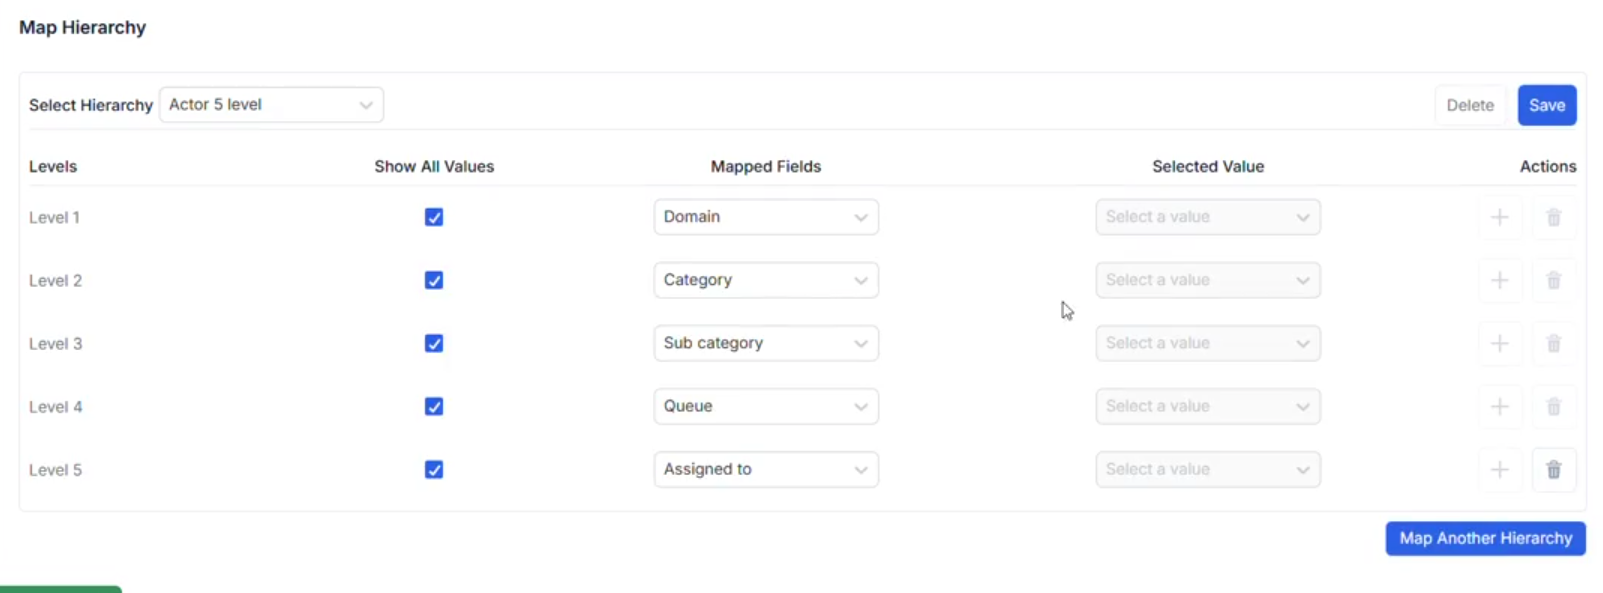 Map Hierarchy
Select Hierarchy Actor 5 level Delete Save
Levels Show All Values Mapped Fields Selected Value Actions
Level 1 Domain Select a value
Level 2 Category Select a value
Level 3 Sub category Select a value
Level 4 Queue Select a value
Level 5 Assigned to Select a value
Map Another Hierarchy